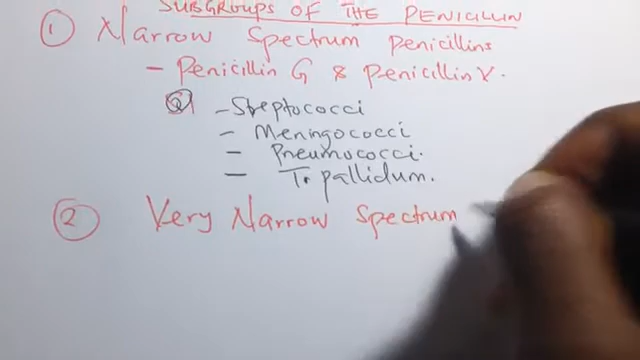 SUBGROUPS OF THE PENICILLIN
① Narrow Spectrum penicillins
- Penicillin G & penicillin V.
- Streptococci
- Meningococci
- Pneumococci.
- T. pallidum.
② Very Narrow Spectrum